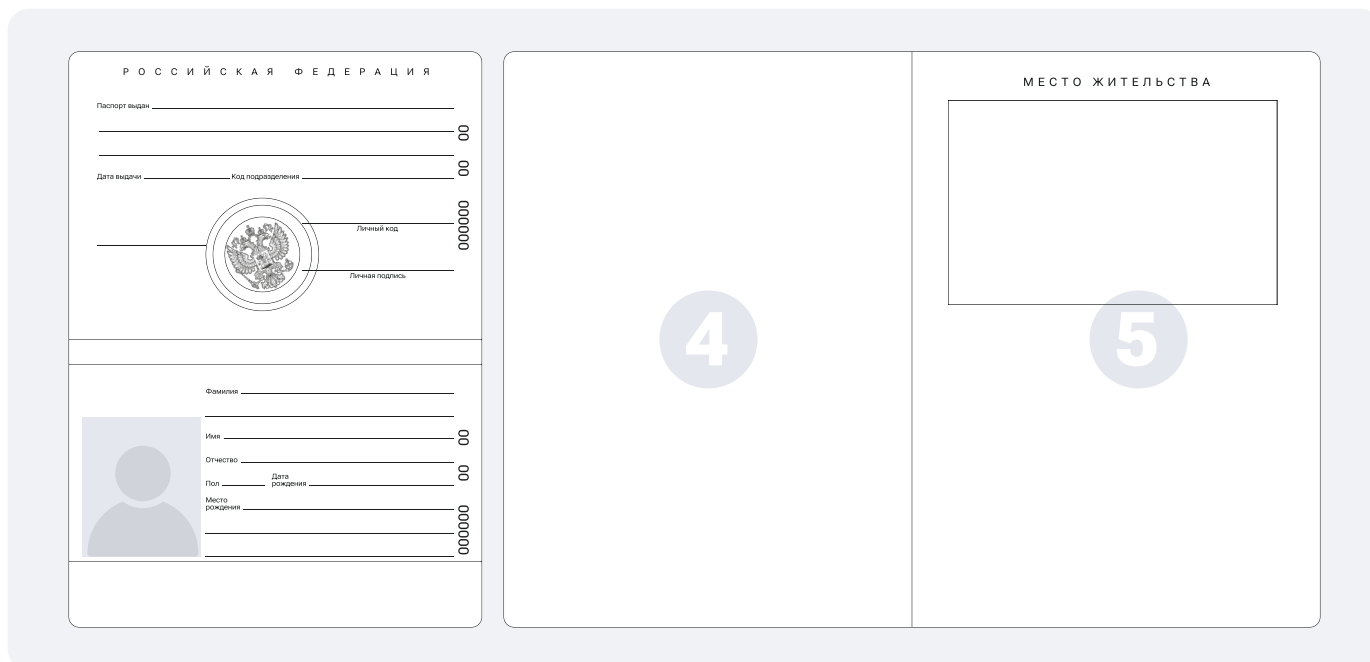 РОССИЙСКАЯ ФЕДЕРАЦИЯ
Паспорт выдан
Дата выдачи Код подразделения
Личный код
Личная подпись
00 00 000000
Фамилия
Имя
Отчество
Пол Дата рождения
Место рождения
00 00 000000
4
МЕСТО ЖИТЕЛЬСТВА
5